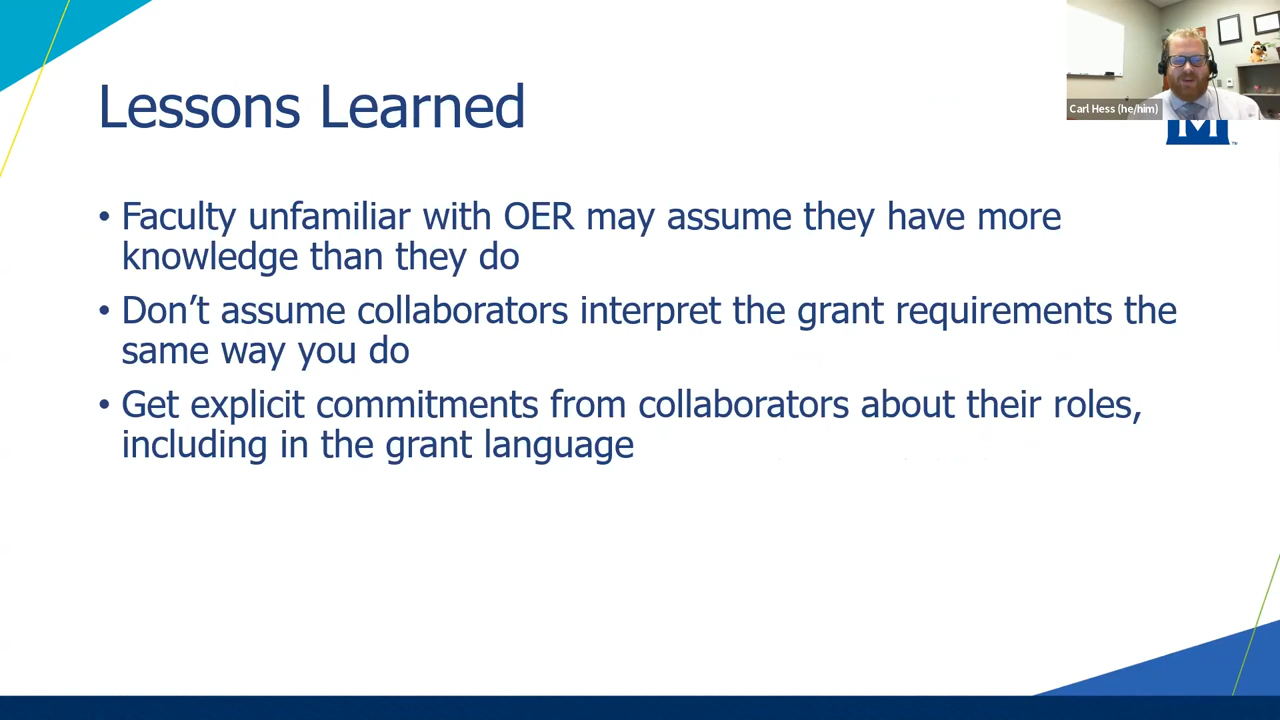 Lessons Learned
Carl Hess (he/him)
M
™
• Faculty unfamiliar with OER may assume they have more
knowledge than they do
• Don’t assume collaborators interpret the grant requirements the
same way you do
• Get explicit commitments from collaborators about their roles,
including in the grant language